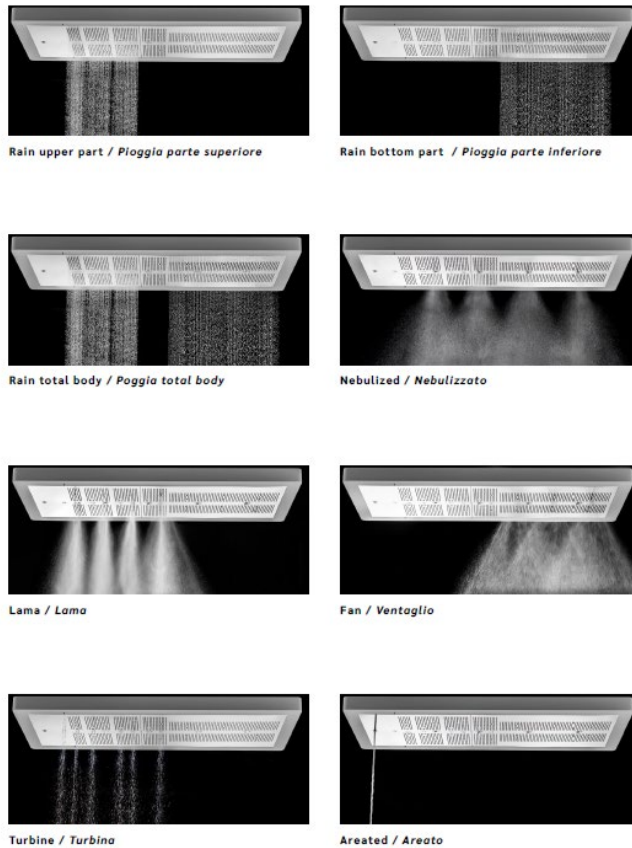 Rain upper part / Pioggia parte superiore
Rain bottom part / Pioggia parte inferiore
Rain total body / Poggia total body
Nebulized / Nebulizzato
Lama / Lama
Fan / Ventaglio
Turbine / Turbina
Areated / Areato